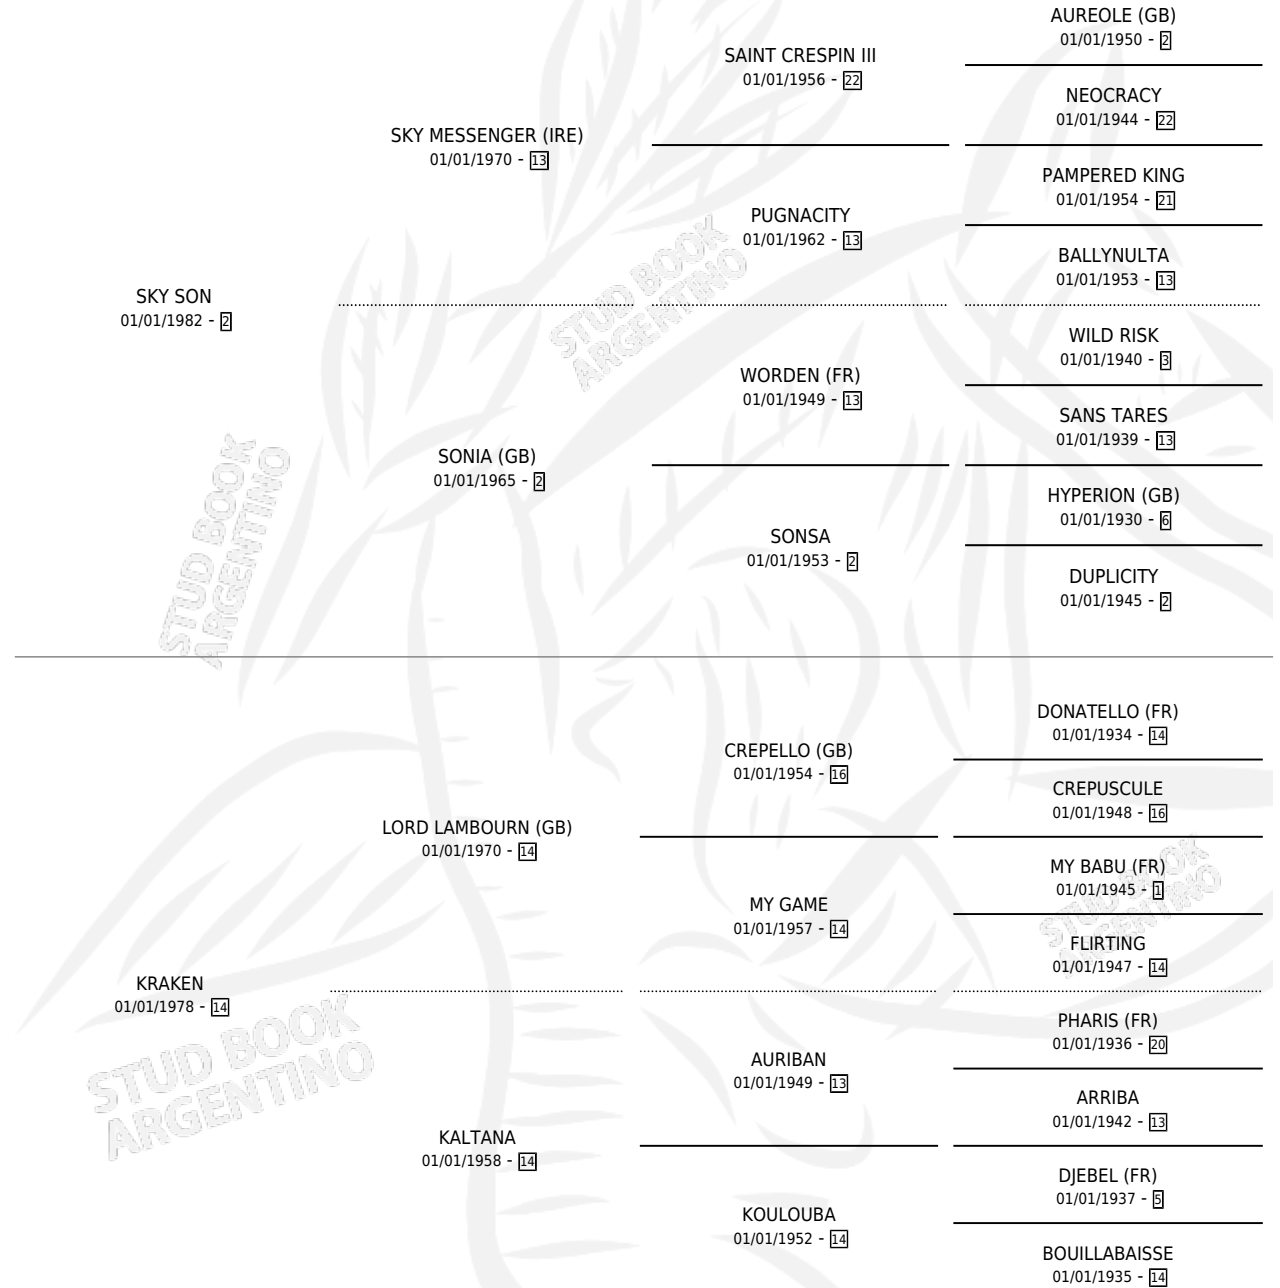 AUREOLE (GB)
01/01/1950 - 2
SAINT CRESPIN III
01/01/1956 - 22
NEOCRACY
01/01/1944 - 22
SKY MESSENGER (IRE)
01/01/1970 - 13
PAMPERED KING
01/01/1954 - 21
PUGNACITY
01/01/1962 - 13
BALLYNULTA
01/01/1953 - 13
SKY SON
01/01/1982 - 2
STUD BOOK
ARGENTINO
WILD RISK
01/01/1940 - 3
WORDEN (FR)
01/01/1949 - 13
SANS TARES
01/01/1939 - 13
SONIA (GB)
01/01/1965 - 2
HYPERION (GB)
01/01/1930 - 6
SONSA
01/01/1953 - 2
DUPLICITY
01/01/1945 - 2
STUD BOOK
ARGENTINO
DONATELLO (FR)
01/01/1934 - 14
CREPELLO (GB)
01/01/1954 - 16
CREPUSCULE
01/01/1948 - 16
LORD LAMBOURN (GB)
01/01/1970 - 14
MY BABU (FR)
01/01/1945 - 1
MY GAME
01/01/1957 - 14
FLIRTING
01/01/1947 - 14
STUD BOOK
ARGENTINO
KRAKEN
01/01/1978 - 14
PHARIS (FR)
01/01/1936 - 20
AURIBAN
01/01/1949 - 13
ARRIBA
01/01/1942 - 13
STUD BOOK
ARGENTINO
KALTANA
01/01/1958 - 14
DJEBEL (FR)
01/01/1937 - 5
KOULOUBA
01/01/1952 - 14
BOUILLABAISSE
01/01/1935 - 14